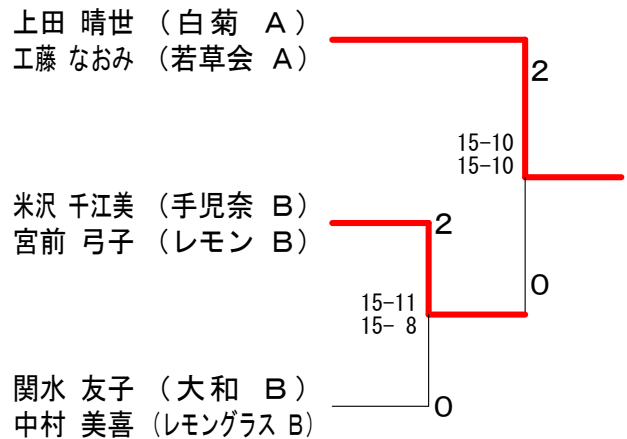 上田 晴世 （白菊 A）
工藤 なおみ （若草会 A）
2
15-10
15-10
米沢 千江美 （手児奈 B）
宮前 弓子 （レモン B）
2
0
15-11
15- 8
関水 友子 （大和 B）
中村 美喜 （レモングラス B）
0